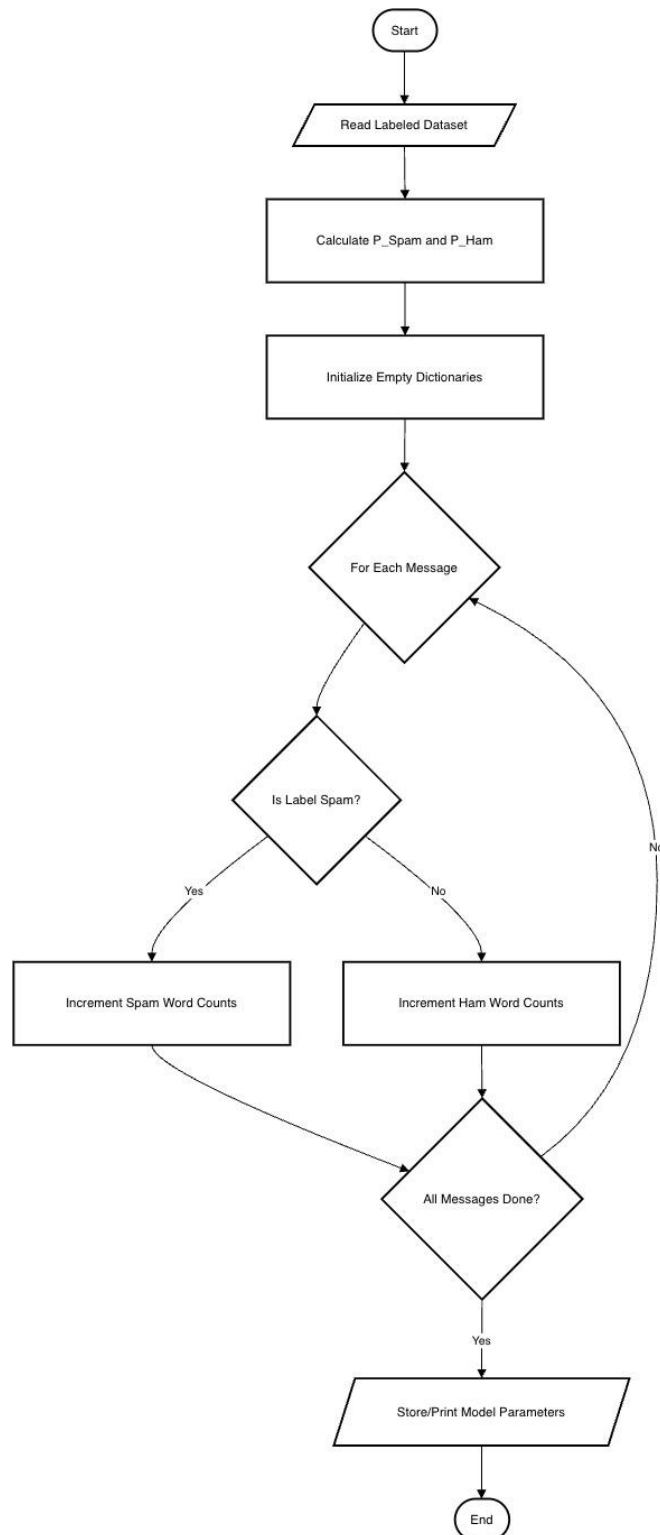 Start
Read Labeled Dataset
Calculate P_Spam and P_Ham
Initialize Empty Dictionaries
For Each Message
Is Label Spam?
No
Yes
No
Increment Spam Word Counts
Increment Ham Word Counts
All Messages Done?
Yes
Store/Print Model Parameters
End